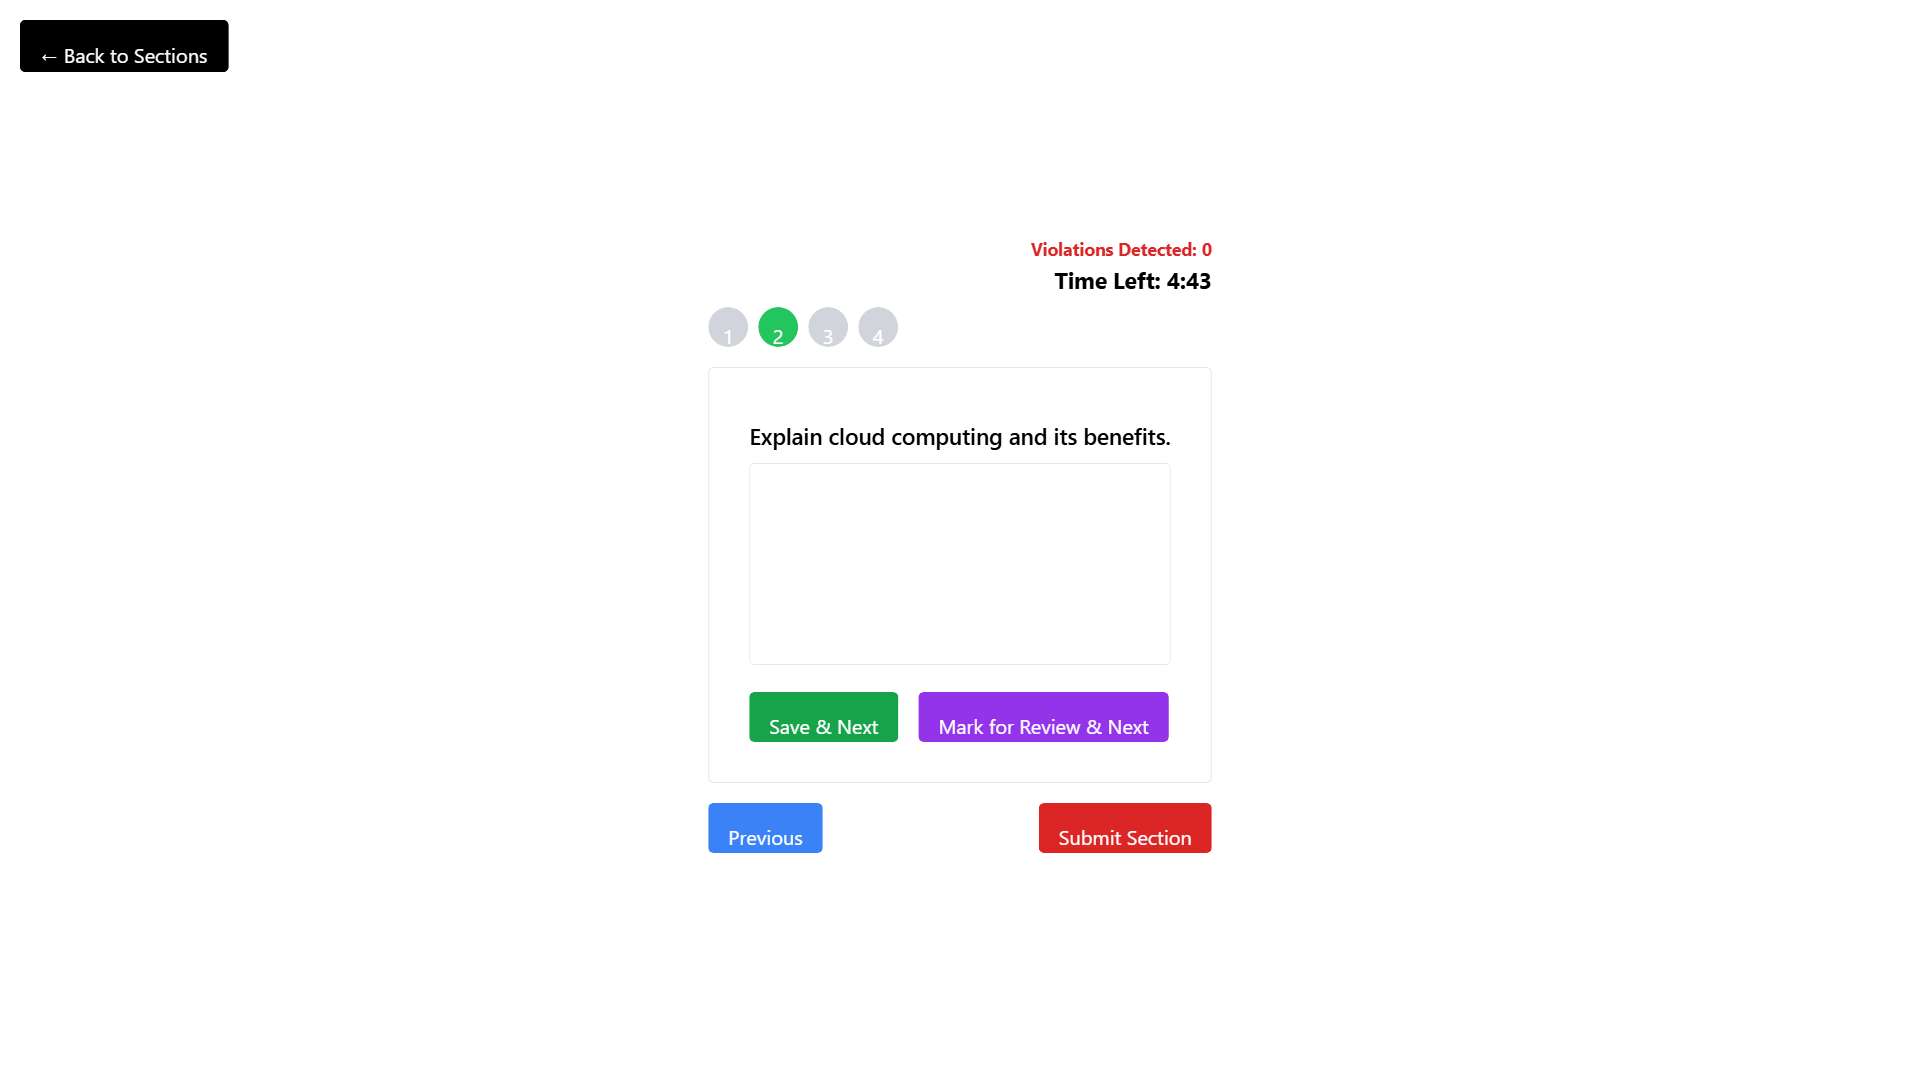 ← Back to Sections
Violations Detected: 0
Time Left: 4:43
1 2 3 4
Explain cloud computing and its benefits.
Save & Next Mark for Review & Next
Previous Submit Section